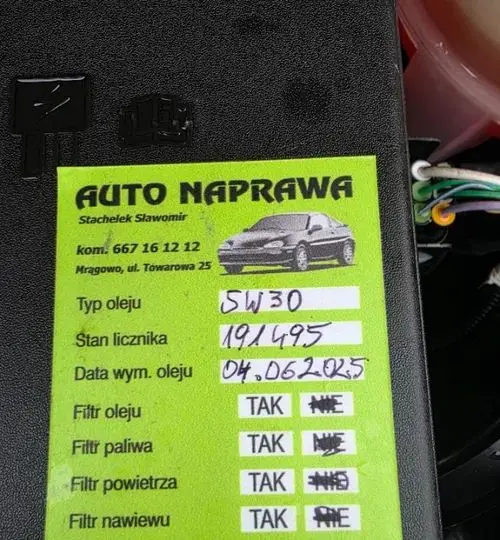 AUTO NAPRAWA
Stachelek Sławomir
kom. 667 16 12 12
Mrągowo, ul. Towarowa 25
Typ oleju 5W30
Stan licznika 191495
Data wym. oleju 04.062025
Filtr oleju TAK NIE
Filtr paliwa TAK NIE
Filtr powietrza TAK NIE
Filtr nawiewu TAK NIE